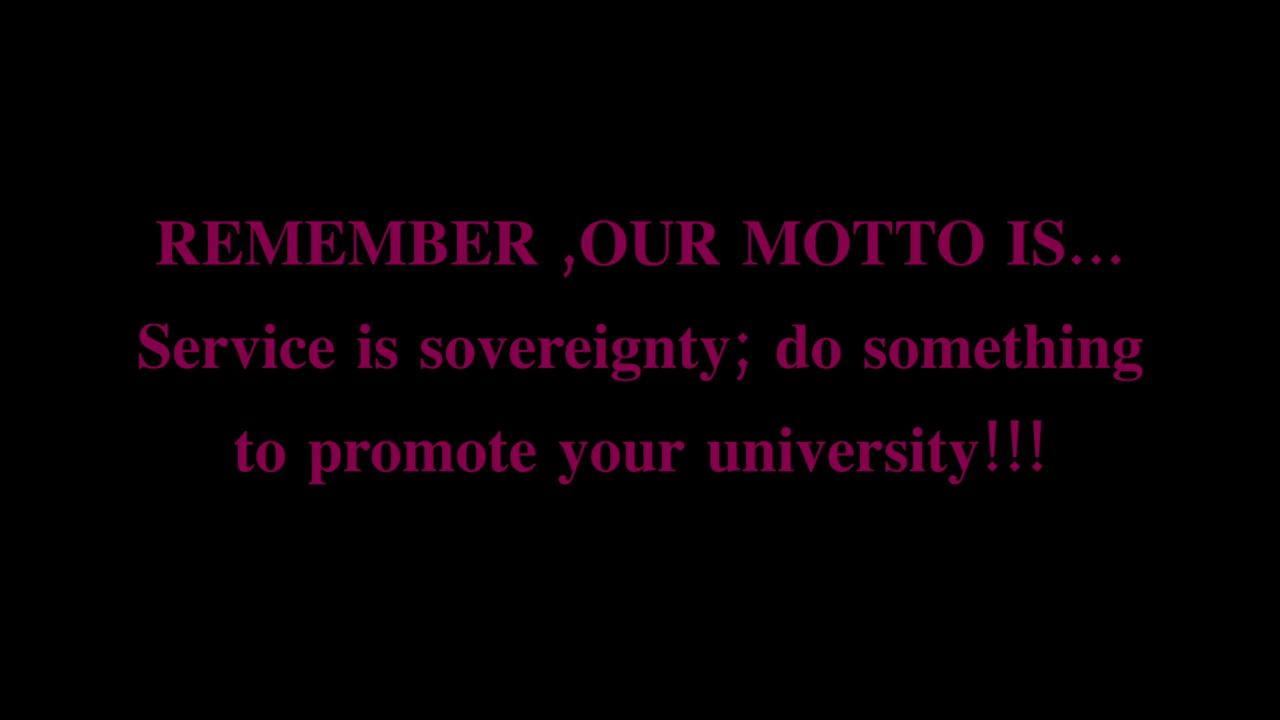 REMEMBER ,OUR MOTTO IS...
Service is sovereignty; do something
to promote your university!!!